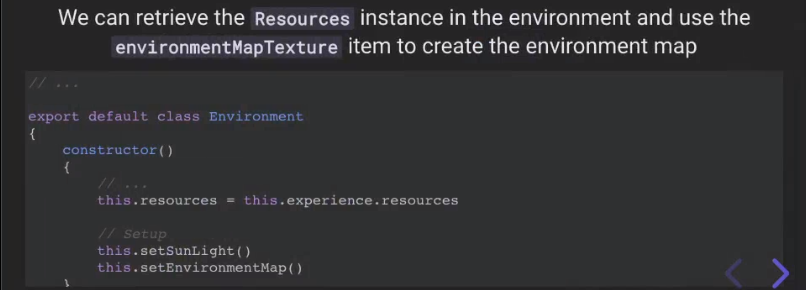 We can retrieve the Resources instance in the environment and use the
environmentMapTexture item to create the environment map
// ...
export default class Environment
{
constructor()
{
// ...
this.resources = this.experience.resources
// Setup
this.setSunLight()
this.setEnvironmentMap()
}